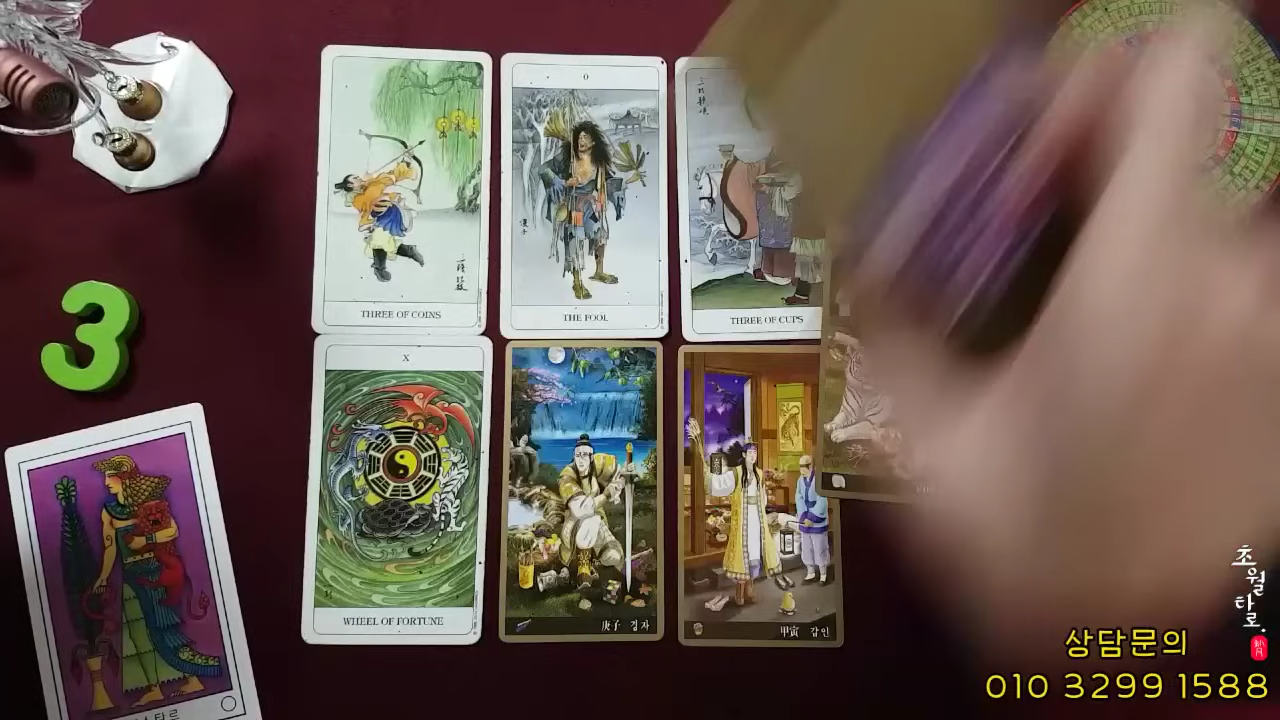 0
3
THREE OF COINS
THE FOOL
THREE OF CUPS
X
WHEEL OF FORTUNE
庚子 경자
甲寅 갑인
초월타로.
상담문의
010 3299 1588